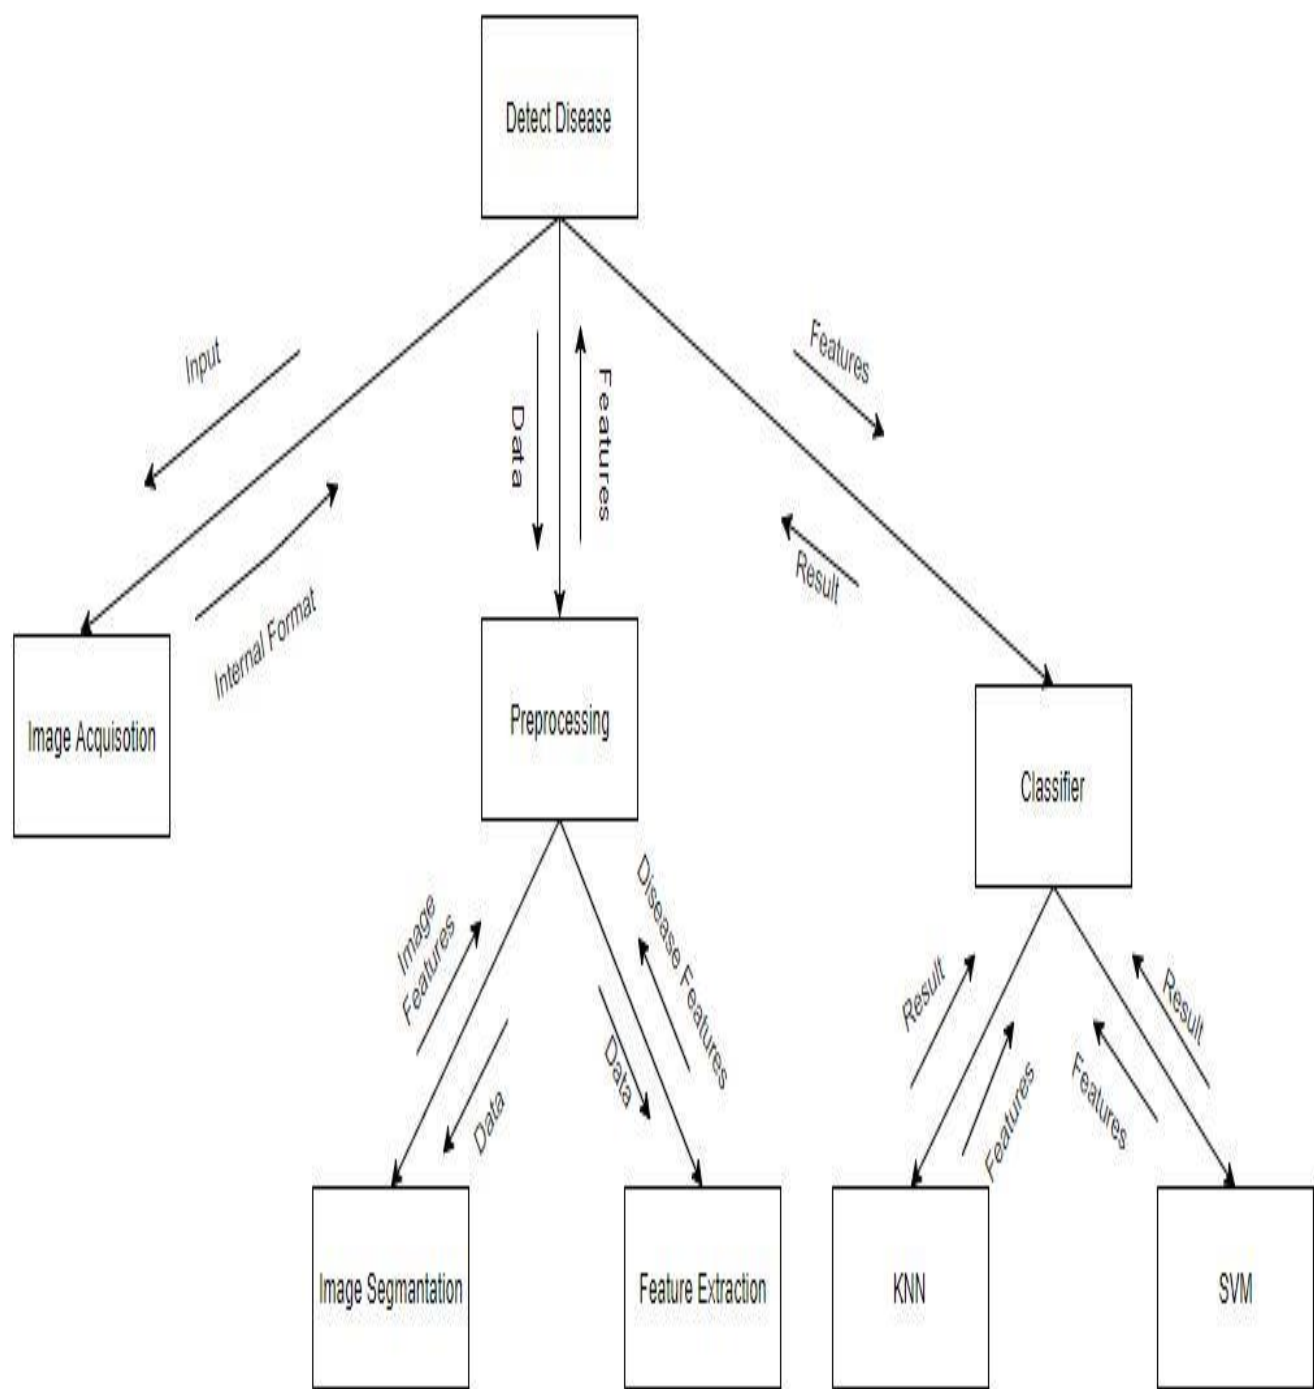 Detect Disease
Input
Data
Features
Features
Internal Format
Result
Image Acquisotion
Preprocessing
Classifier
Image
Features
Data
Data
Disease Features
Result
Features
Features
Result
Image Segmantation
Feature Extraction
KNN
SVM